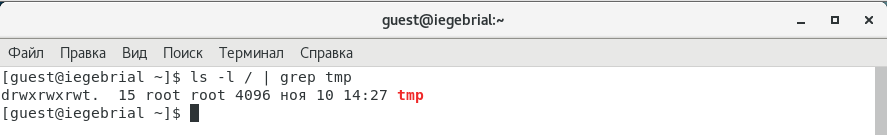 guest@iegebrial:~
Файл Правка Вид Поиск Терминал Справка
[guest@iegebrial ~]$ ls -l / | grep tmp
drwxrwxrwt.  15 root root 4096 ноя 10 14:27 tmp
[guest@iegebrial ~]$